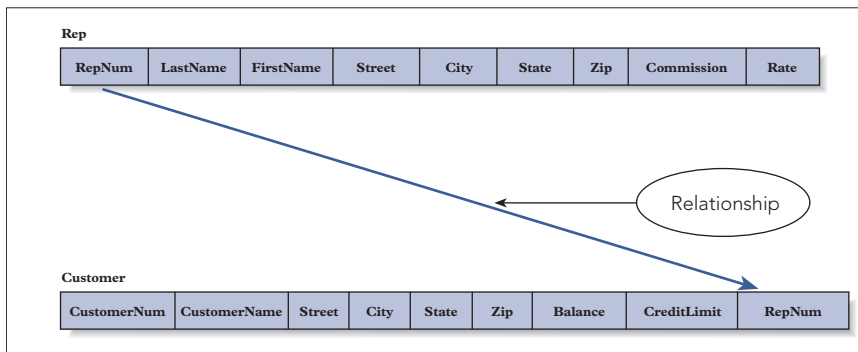 Rep
RepNum LastName FirstName Street City State Zip Commission Rate
Relationship
Customer
CustomerNum CustomerName Street City State Zip Balance CreditLimit RepNum